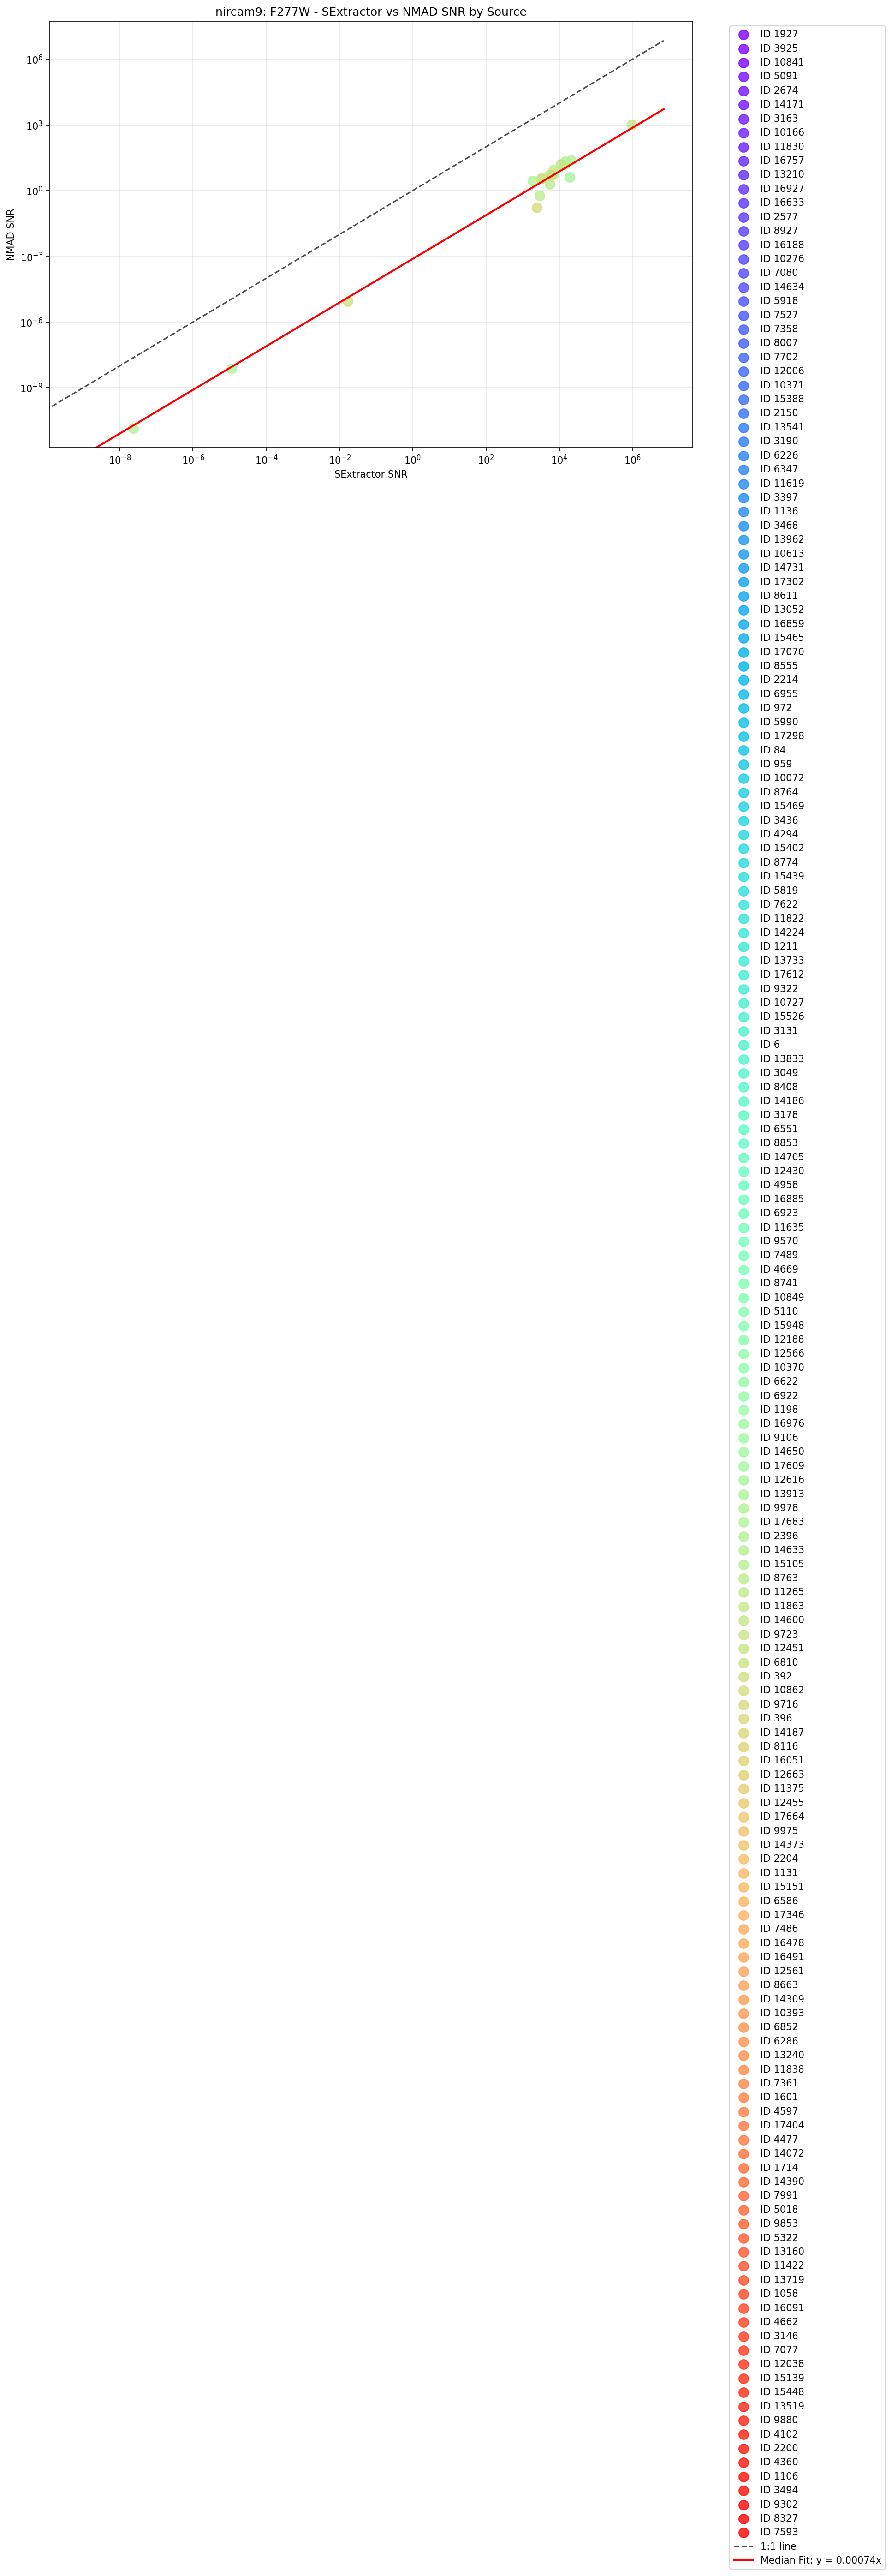 nircam9: F277W - SExtractor vs NMAD SNR by Source
NMAD SNR
10⁶
10³
10⁰
10⁻³
10⁻⁶
10⁻⁹
10⁻⁸
10⁻⁶
10⁻⁴
10⁻²
10⁰
10²
10⁴
10⁶
SExtractor SNR
ID 1927
ID 3925
ID 10841
ID 5091
ID 2674
ID 14171
ID 3163
ID 10166
ID 11830
ID 16757
ID 13210
ID 16927
ID 16633
ID 2577
ID 8927
ID 16188
ID 10276
ID 7080
ID 14634
ID 5918
ID 7527
ID 7358
ID 8007
ID 7702
ID 12006
ID 10371
ID 15388
ID 2150
ID 13541
ID 3190
ID 6226
ID 6347
ID 11619
ID 3397
ID 1136
ID 3468
ID 13962
ID 10613
ID 14731
ID 17302
ID 8611
ID 13052
ID 16859
ID 15465
ID 17070
ID 8555
ID 2214
ID 6955
ID 972
ID 5990
ID 17298
ID 84
ID 959
ID 10072
ID 8764
ID 15469
ID 3436
ID 4294
ID 15402
ID 8774
ID 15439
ID 5819
ID 7622
ID 11822
ID 14224
ID 1211
ID 13733
ID 17612
ID 9322
ID 10727
ID 15526
ID 3131
ID 6
ID 13833
ID 3049
ID 8408
ID 14186
ID 3178
ID 6551
ID 8853
ID 14705
ID 12430
ID 4958
ID 16885
ID 6923
ID 11635
ID 9570
ID 7489
ID 4669
ID 8741
ID 10849
ID 5110
ID 15948
ID 12188
ID 12566
ID 10370
ID 6622
ID 6922
ID 1198
ID 16976
ID 9106
ID 14650
ID 17609
ID 12616
ID 13913
ID 9978
ID 17683
ID 2396
ID 14633
ID 15105
ID 8763
ID 11265
ID 11863
ID 14600
ID 9723
ID 12451
ID 6810
ID 392
ID 10862
ID 9716
ID 396
ID 14187
ID 8116
ID 16051
ID 12663
ID 11375
ID 12455
ID 17664
ID 9975
ID 14373
ID 2204
ID 1131
ID 15151
ID 6586
ID 17346
ID 7486
ID 16478
ID 16491
ID 12561
ID 8663
ID 14309
ID 10393
ID 6852
ID 6286
ID 13240
ID 11838
ID 7361
ID 1601
ID 4597
ID 17404
ID 4477
ID 14072
ID 1714
ID 14390
ID 7991
ID 5018
ID 9853
ID 5322
ID 13160
ID 11422
ID 13719
ID 1058
ID 16091
ID 4662
ID 3146
ID 7077
ID 12038
ID 15139
ID 15448
ID 13519
ID 9880
ID 4102
ID 2200
ID 4360
ID 1106
ID 3494
ID 9302
ID 8327
ID 7593
1:1 line
Median Fit: y = 0.00074x